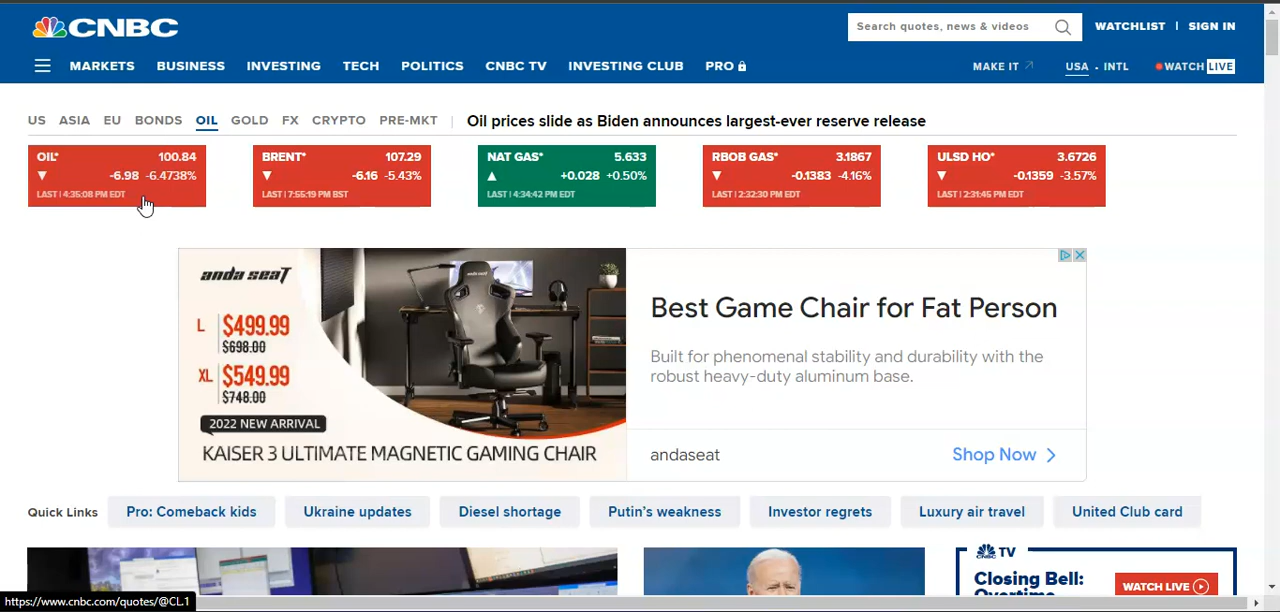 CNBC
Search quotes, news & videos
WATCHLIST | SIGN IN
MARKETS BUSINESS INVESTING TECH POLITICS CNBC TV INVESTING CLUB PRO MAKE IT USA • INTL WATCH LIVE
US ASIA EU BONDS OIL GOLD FX CRYPTO PRE-MKT | Oil prices slide as Biden announces largest-ever reserve release
OIL* 100.84
-6.98 -6.4738%
LAST | 4:35:08 PM EDT
BRENT* 107.29
-6.16 -5.43%
LAST | 7:55:19 PM BST
NAT GAS* 5.633
+0.028 +0.50%
LAST | 4:34:42 PM EDT
RBOB GAS* 3.1867
-0.1383 -4.16%
LAST | 2:32:30 PM EDT
ULSD HO* 3.6726
-0.1359 -3.57%
LAST | 2:31:45 PM EDT
anda seaT
L $499.99
$698.00
XL $549.99
$748.00
2022 NEW ARRIVAL
KAISER 3 ULTIMATE MAGNETIC GAMING CHAIR
Best Game Chair for Fat Person
Built for phenomenal stability and durability with the
robust heavy-duty aluminum base.
andaseat
Shop Now
Quick Links Pro: Comeback kids Ukraine updates Diesel shortage Putin's weakness Investor regrets Luxury air travel United Club card
CNBC TV
Closing Bell:
Overtime
WATCH LIVE
https://www.cnbc.com/quotes/@CL.1